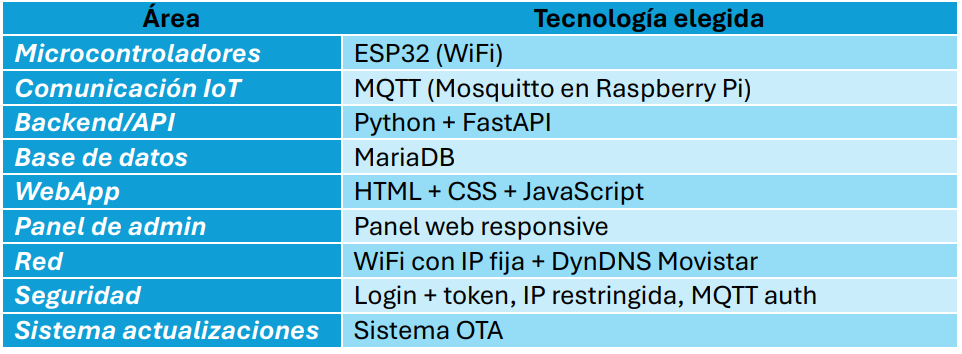 Área Tecnología elegida
Microcontroladores ESP32 (WiFi)
Comunicación IoT MQTT (Mosquitto en Raspberry Pi)
Backend/API Python + FastAPI
Base de datos MariaDB
WebApp HTML + CSS + JavaScript
Panel de admin Panel web responsive
Red WiFi con IP fija + DynDNS Movistar
Seguridad Login + token, IP restringida, MQTT auth
Sistema actualizaciones Sistema OTA